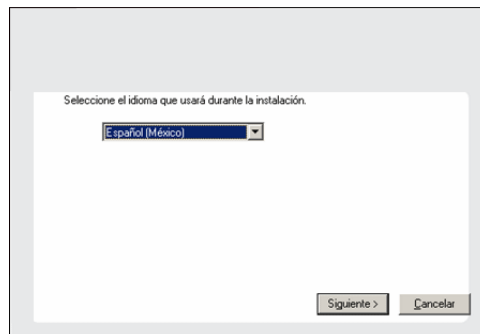 Seleccione el idioma que usará durante la instalación.
Español (México)
Siguiente >
Cancelar